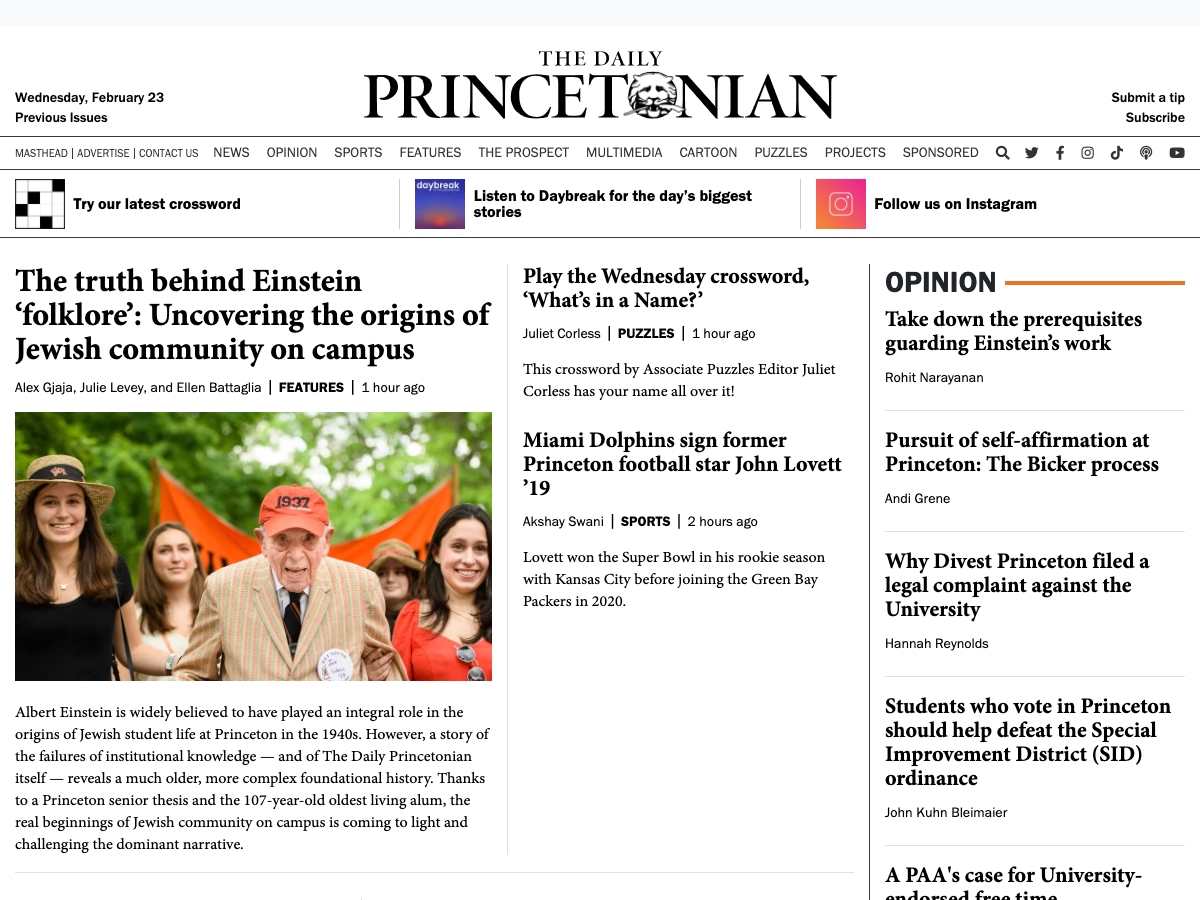 THE DAILY
PRINCETONIAN
Wednesday, February 23
Previous Issues
Submit a tip
Subscribe
MASTHEAD | ADVERTISE | CONTACT US NEWS OPINION SPORTS FEATURES THE PROSPECT MULTIMEDIA CARTOON PUZZLES PROJECTS SPONSORED
Try our latest crossword
daybreak
Listen to Daybreak for the day’s biggest
stories
Follow us on Instagram
The truth behind Einstein
‘folklore’: Uncovering the origins of
Jewish community on campus
Alex Gjaja, Julie Levey, and Ellen Battaglia | FEATURES | 1 hour ago
1937
Albert Einstein is widely believed to have played an integral role in the
origins of Jewish student life at Princeton in the 1940s. However, a story of
the failures of institutional knowledge — and of The Daily Princetonian
itself — reveals a much older, more complex foundational history. Thanks
to a Princeton senior thesis and the 107-year-old oldest living alum, the
real beginnings of Jewish community on campus is coming to light and
challenging the dominant narrative.
Play the Wednesday crossword,
‘What’s in a Name?’
Juliet Corless | PUZZLES | 1 hour ago
This crossword by Associate Puzzles Editor Juliet
Corless has your name all over it!
Miami Dolphins sign former
Princeton football star John Lovett
’19
Akshay Swani | SPORTS | 2 hours ago
Lovett won the Super Bowl in his rookie season
with Kansas City before joining the Green Bay
Packers in 2020.
OPINION
Take down the prerequisites
guarding Einstein’s work
Rohit Narayanan
Pursuit of self-affirmation at
Princeton: The Bicker process
Andi Grene
Why Divest Princeton filed a
legal complaint against the
University
Hannah Reynolds
Students who vote in Princeton
should help defeat the Special
Improvement District (SID)
ordinance
John Kuhn Bleimaier
A PAA's case for University-
endorsed free time